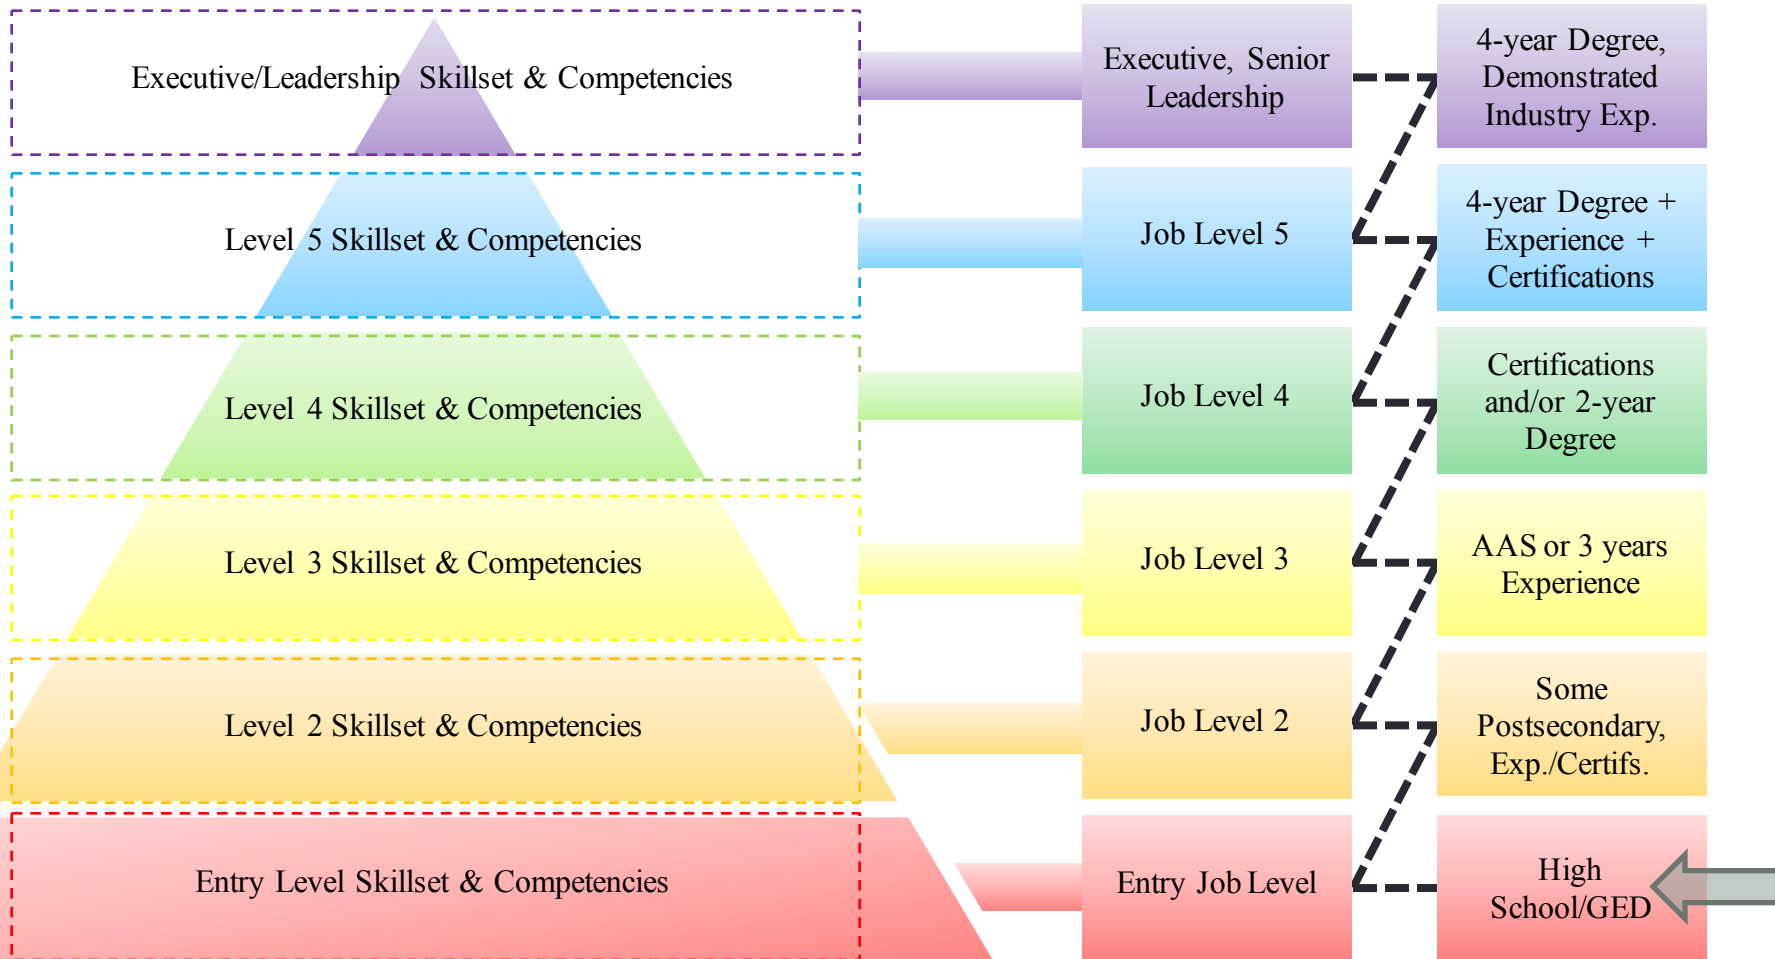 Executive/Leadership Skillset & Competencies
Executive, Senior
Leadership
4-year Degree,
Demonstrated
Industry Exp.
Level 5 Skillset & Competencies
Job Level 5
4-year Degree +
Experience +
Certifications
Level 4 Skillset & Competencies
Job Level 4
Certifications
and/or 2-year
Degree
Level 3 Skillset & Competencies
Job Level 3
AAS or 3 years
Experience
Level 2 Skillset & Competencies
Job Level 2
Some
Postsecondary,
Exp./Certifs.
Entry Level Skillset & Competencies
Entry Job Level
High
School/GED